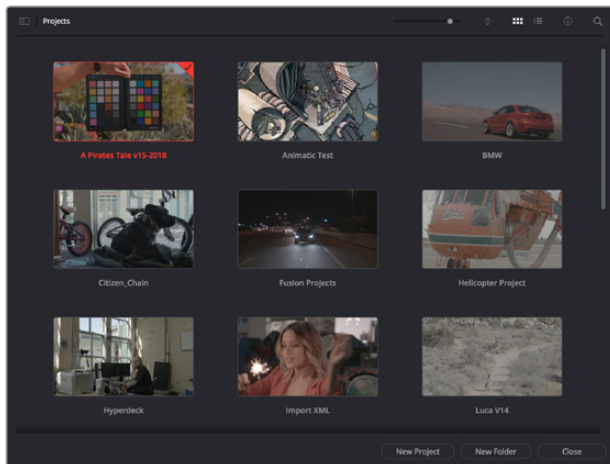 Projects
A Pirates Tale v15-2018
Animatic Test
BMW
Citizen_Chain
Fusion Projects
Helicopter Project
Hyperdeck
Import XML
Luca V14
New Project
New Folder
Close